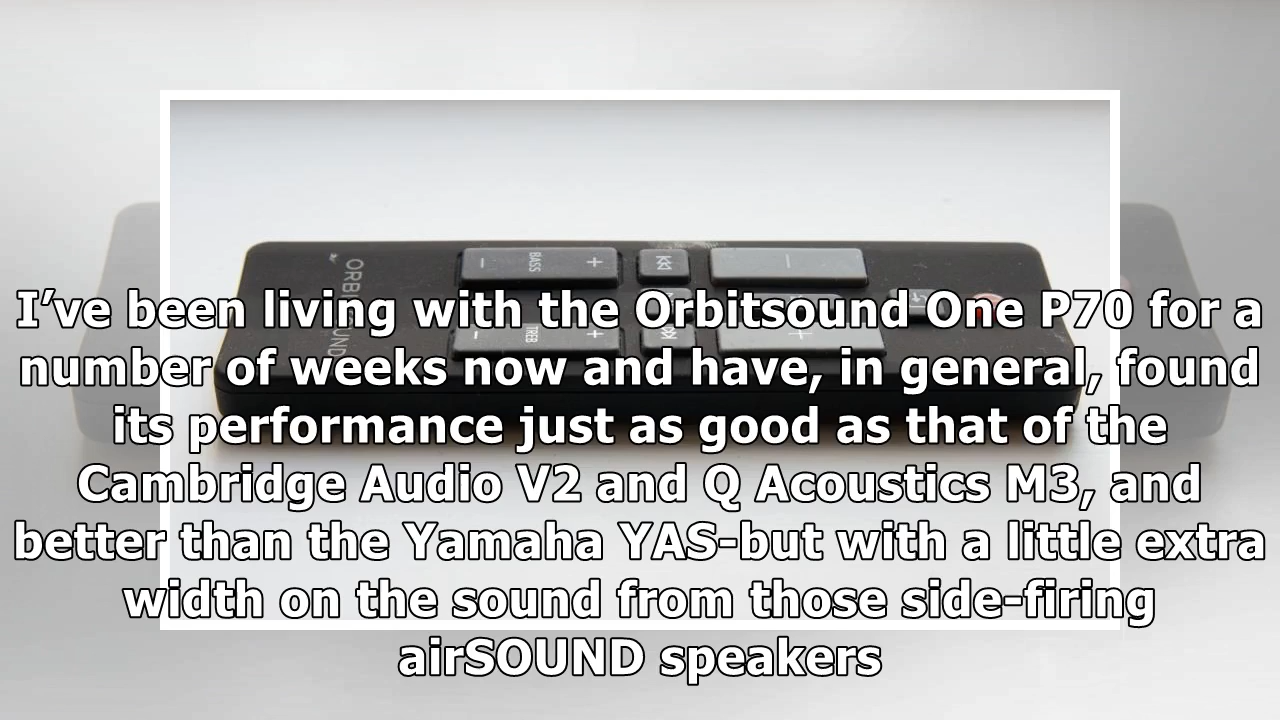 I’ve been living with the Orbitsound One P70 for a
number of weeks now and have, in general, found
its performance just as good as that of the
Cambridge Audio V2 and Q Acoustics M3, and
better than the Yamaha YAS-but with a little extra
width on the sound from those side-firing
airSOUND speakers
- BASS +
- TREB +